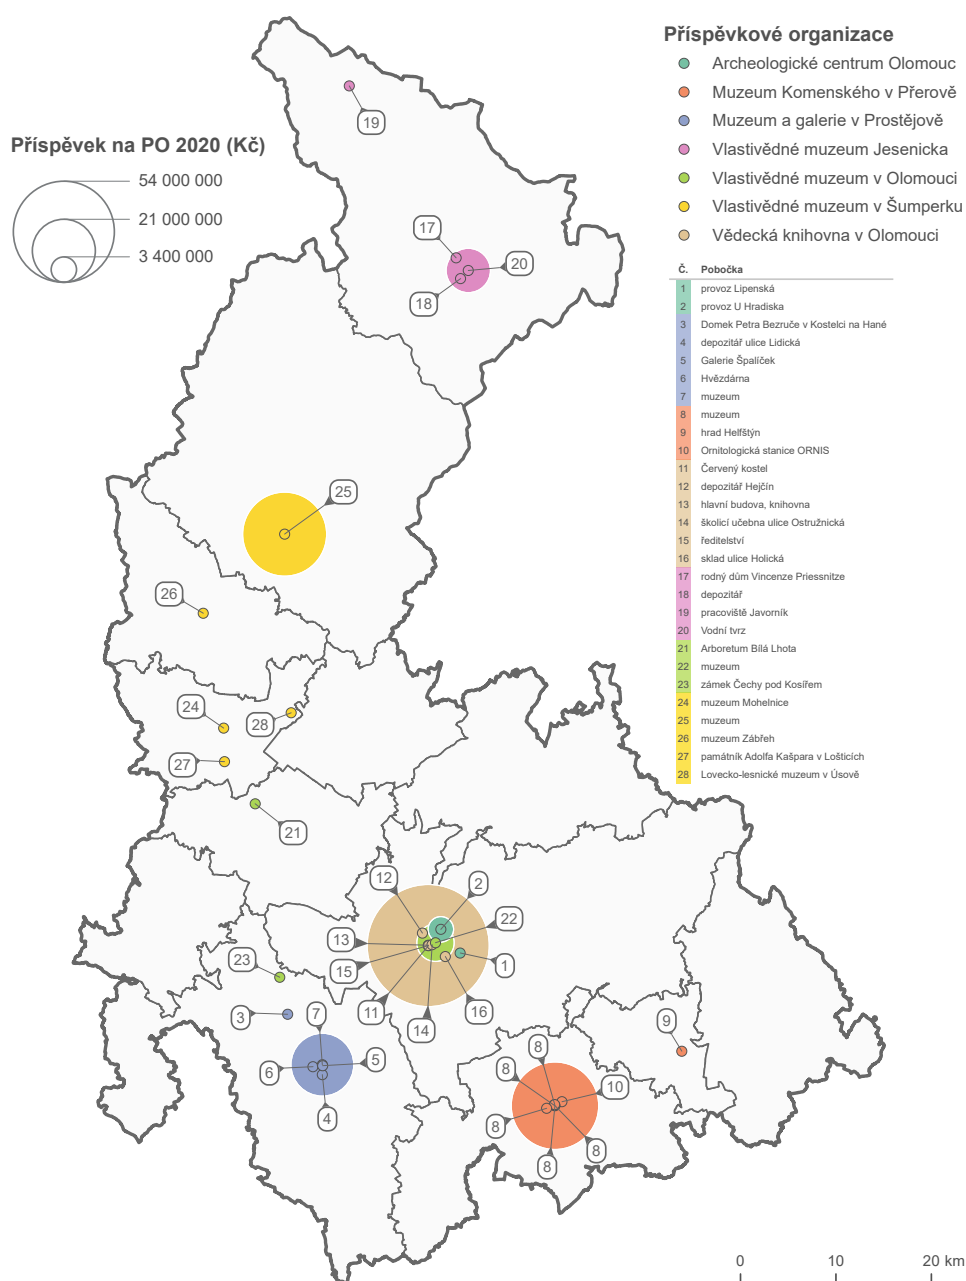 Příspěvkové organizace
Archeologické centrum Olomouc
Muzeum Komenského v Přerově
Muzeum a galerie v Prostějově
Vlastivědné muzeum Jesenicka
Vlastivědné muzeum v Olomouci
Vlastivědné muzeum v Šumperku
Vědecká knihovna v Olomouci
Příspěvek na PO 2020 (Kč)
54 000 000
21 000 000
3 400 000
Č. Pobočka
1 provoz Lipenská
2 provoz U Hradiska
3 Domek Petra Bezruče v Kostelci na Hané
4 depozitář ulice Lidická
5 Galerie Špalíček
6 Hvězdárna
7 muzeum
8 muzeum
9 hrad Helfštýn
10 Ornitologická stanice ORNIS
11 Červený kostel
12 depozitář Hejčín
13 hlavní budova, knihovna
14 školicí učebna ulice Ostružnická
15 ředitelství
16 sklad ulice Holická
17 rodný dům Vincenze Priessnitze
18 depozitář
19 pracoviště Javorník
20 Vodní tvrz
21 Arboretum Bílá Lhota
22 muzeum
23 zámek Čechy pod Kosířem
24 muzeum Mohelnice
25 muzeum
26 muzeum Zábřeh
27 památník Adolfa Kašpara v Lošticích
28 Lovecko-lesnické muzeum v Úsově
19
17
20
18
25
26
24
28
27
21
12
2
22
13
23
15
1
11
14
16
3
7
9
8
5
6
8
10
4
8
8
8
0 10 20 km